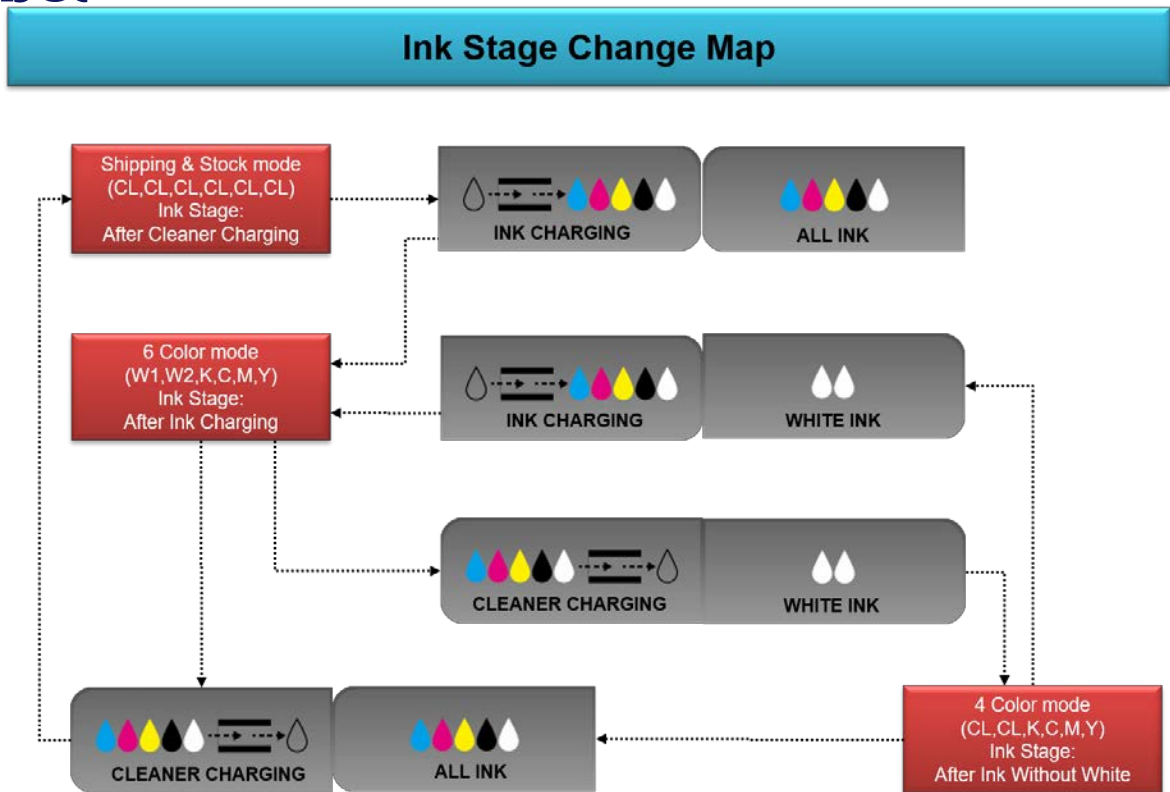 Ink Stage Change Map
Shipping & Stock mode
(CL,CL,CL,CL,CL,CL)
Ink Stage:
After Cleaner Charging
INK CHARGING
ALL INK
6 Color mode
(W1,W2,K,C,M,Y)
Ink Stage:
After Ink Charging
INK CHARGING
WHITE INK
CLEANER CHARGING
WHITE INK
CLEANER CHARGING
ALL INK
4 Color mode
(CL,CL,K,C,M,Y)
Ink Stage:
After Ink Without White